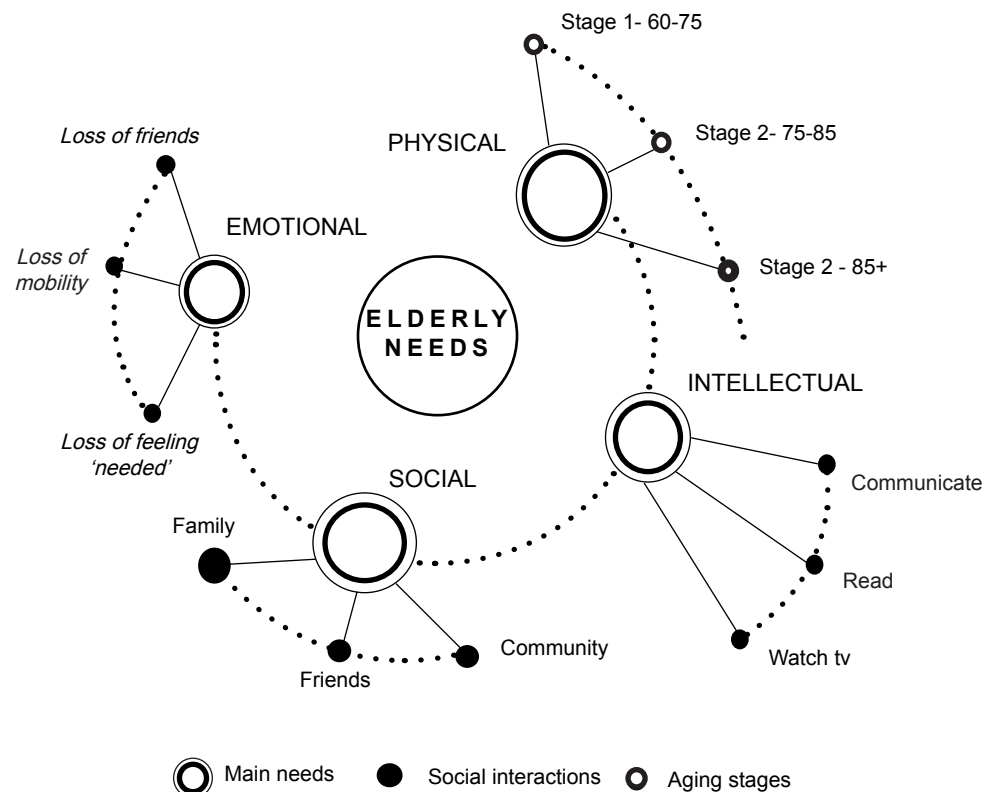 Stage 1- 60-75
PHYSICAL
Stage 2- 75-85
Stage 2 - 85+
Loss of friends
EMOTIONAL
Loss of
mobility
Loss of feeling
‘needed’
ELDERLY
NEEDS
INTELLECTUAL
Communicate
Read
Watch tv
SOCIAL
Family
Friends
Community
Main needs
Social interactions
Aging stages